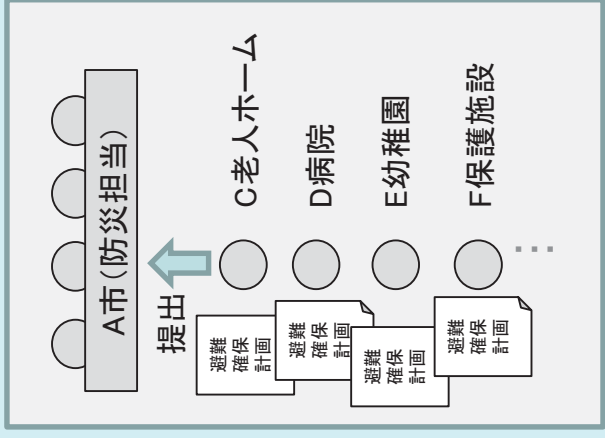 A市(防災担当)
提出
C老人ホーム
D病院
E幼稚園
F保護施設
…
避難
確保
計画
避難
確保
計画
避難
確保
計画
避難
確保
計画